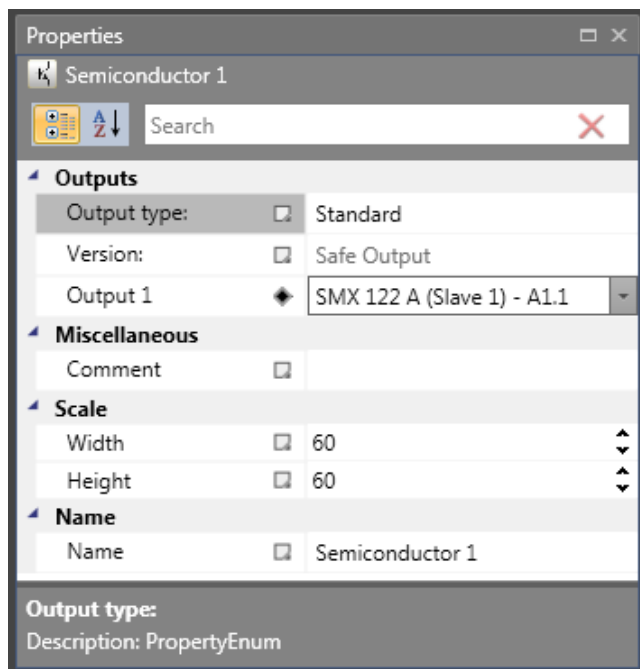 Properties
Semiconductor 1
Search
Outputs
Output type: Standard
Version: Safe Output
Output 1 SMX 122 A (Slave 1) - A1.1
Miscellaneous
Comment
Scale
Width 60
Height 60
Name
Name Semiconductor 1
Output type:
Description: PropertyEnum